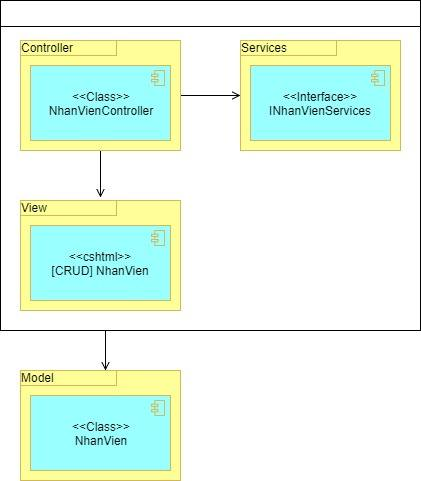 Controller
<<Class>>
NhanVienController
Services
<<Interface>>
INhanVienServices
View
<<cshtml>>
[CRUD] NhanVien
Model
<<Class>>
NhanVien